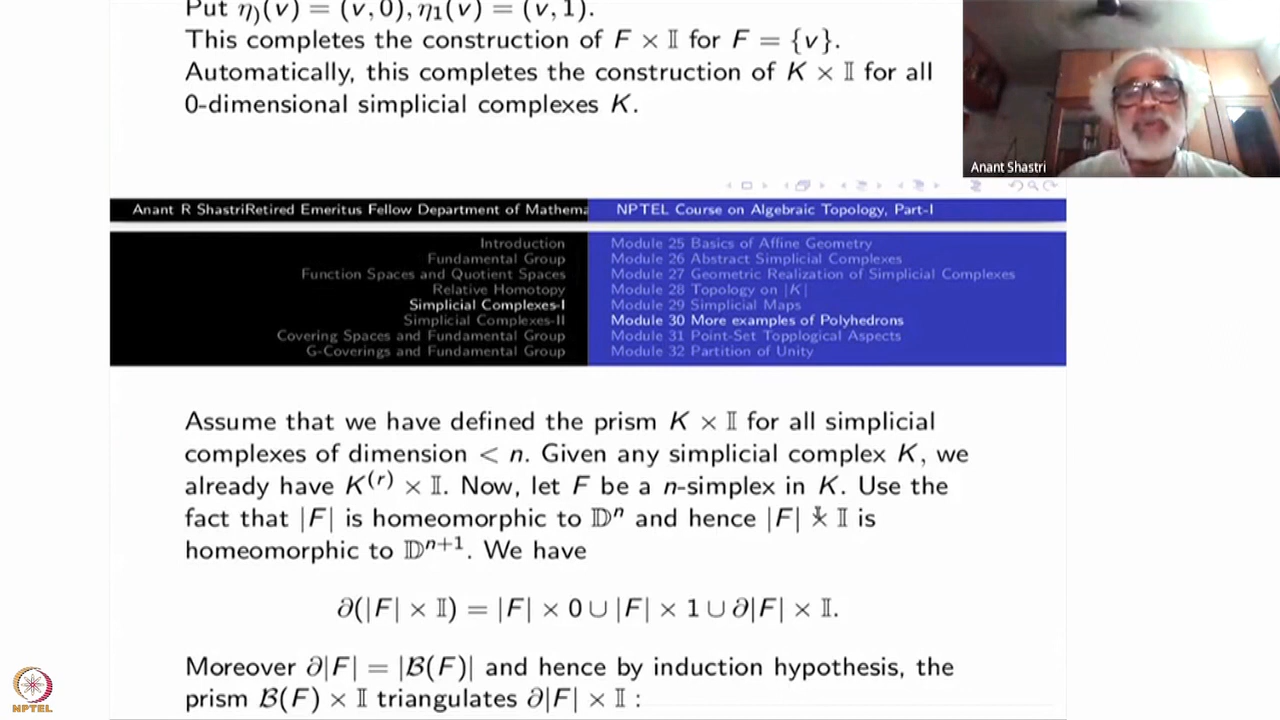 Put η)(v) = (v, 0), η1(v) = (v, 1).
This completes the construction of F × 𝕀 for F = {v}.
Automatically, this completes the construction of K × 𝕀 for all
0-dimensional simplicial complexes K.
Anant Shastri
Anant R ShastriRetired Emeritus Fellow Department of Mathema
NPTEL Course on Algebraic Topology, Part-I
Introduction
Fundamental Group
Function Spaces and Quotient Spaces
Relative Homotopy
Simplicial Complexes-I
Simplicial Complexes-II
Covering Spaces and Fundamental Group
G-Coverings and Fundamental Group
Module 25 Basics of Affine Geometry
Module 26 Abstract Simplicial Complexes
Module 27 Geometric Realization of Simplicial Complexes
Module 28 Topology on |K|
Module 29 Simplicial Maps
Module 30 More examples of Polyhedrons
Module 31 Point-Set Topplogical Aspects
Module 32 Partition of Unity
Assume that we have defined the prism K × 𝕀 for all simplicial
complexes of dimension < n. Given any simplicial complex K, we
already have K^(r) × 𝕀. Now, let F be a n-simplex in K. Use the
fact that |F| is homeomorphic to 𝔻^n and hence |F| × 𝕀 is
homeomorphic to 𝔻^{n+1}. We have
∂(|F| × 𝕀) = |F| × 0 ∪ |F| × 1 ∪ ∂|F| × 𝕀.
Moreover ∂|F| = |ℬ(F)| and hence by induction hypothesis, the
prism ℬ(F) × 𝕀 triangulates ∂|F| × 𝕀 :
NPTEL